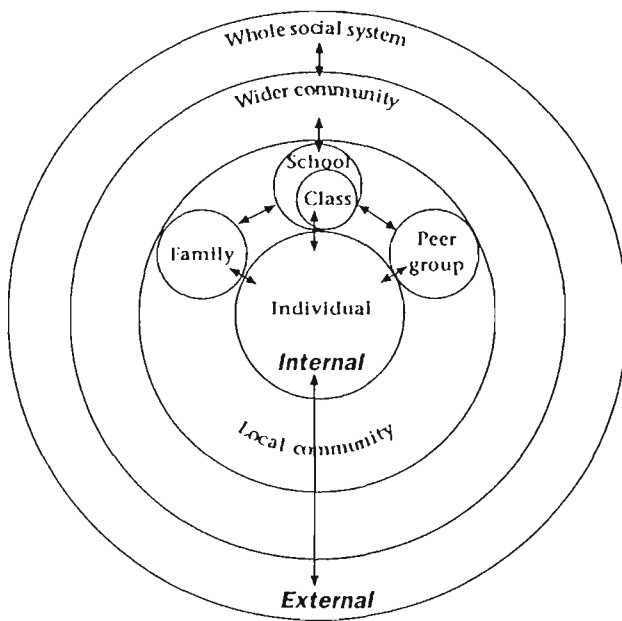 Whole social system
Wider community
School
Class
Family
Peer
group
Individual
Internal
Local community
External